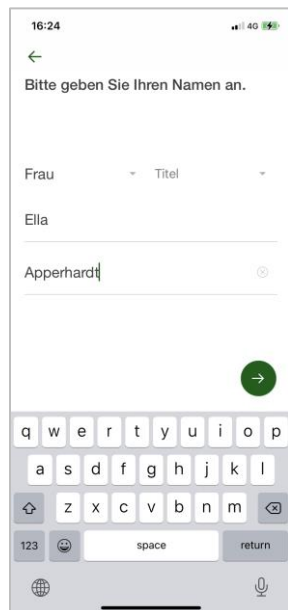 16:24
4G
Bitte geben Sie Ihren Namen an.
Frau Titel
Ella
Apperhardt
q w e r t y u i o p
a s d f g h j k l
z x c v b n m
123 space return